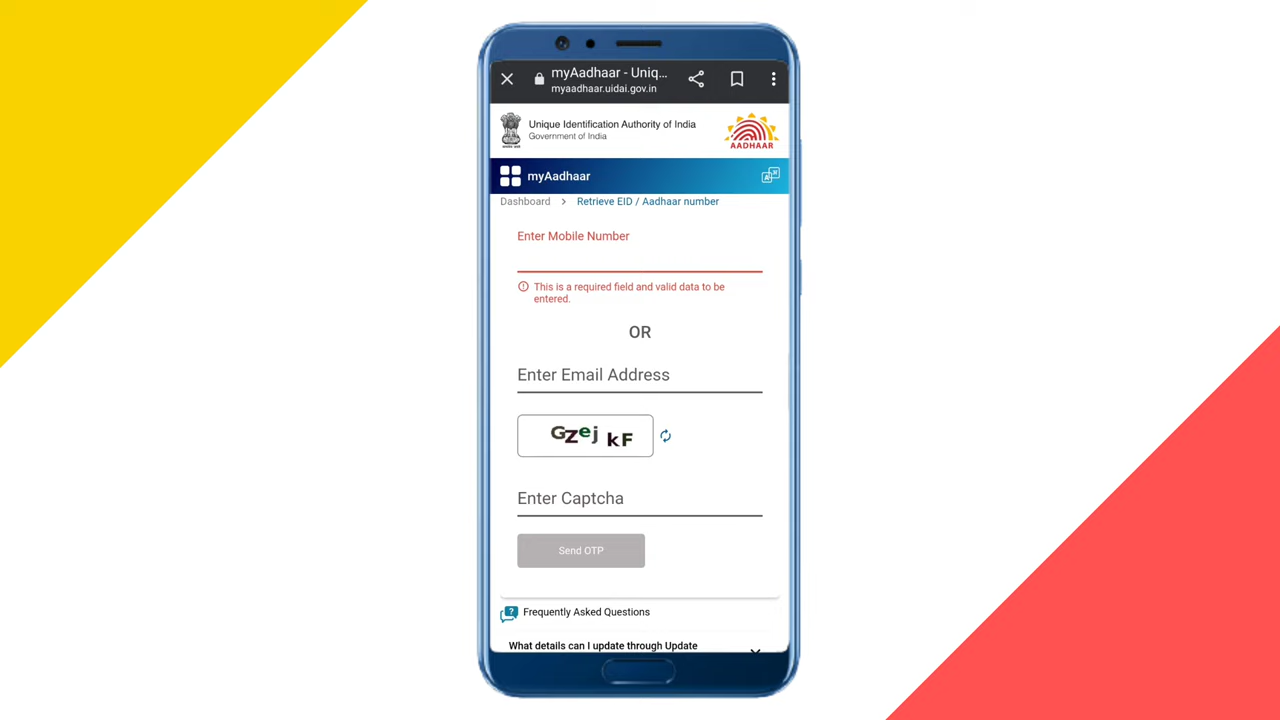 myAadhaar - Uniq...
myaadhaar.uidai.gov.in
Unique Identification Authority of India
Government of India
AADHAAR
myAadhaar
Dashboard > Retrieve EID / Aadhaar number
Enter Mobile Number
This is a required field and valid data to be
entered.
OR
Enter Email Address
GZejkF
Enter Captcha
Send OTP
Frequently Asked Questions
What details can I update through Update